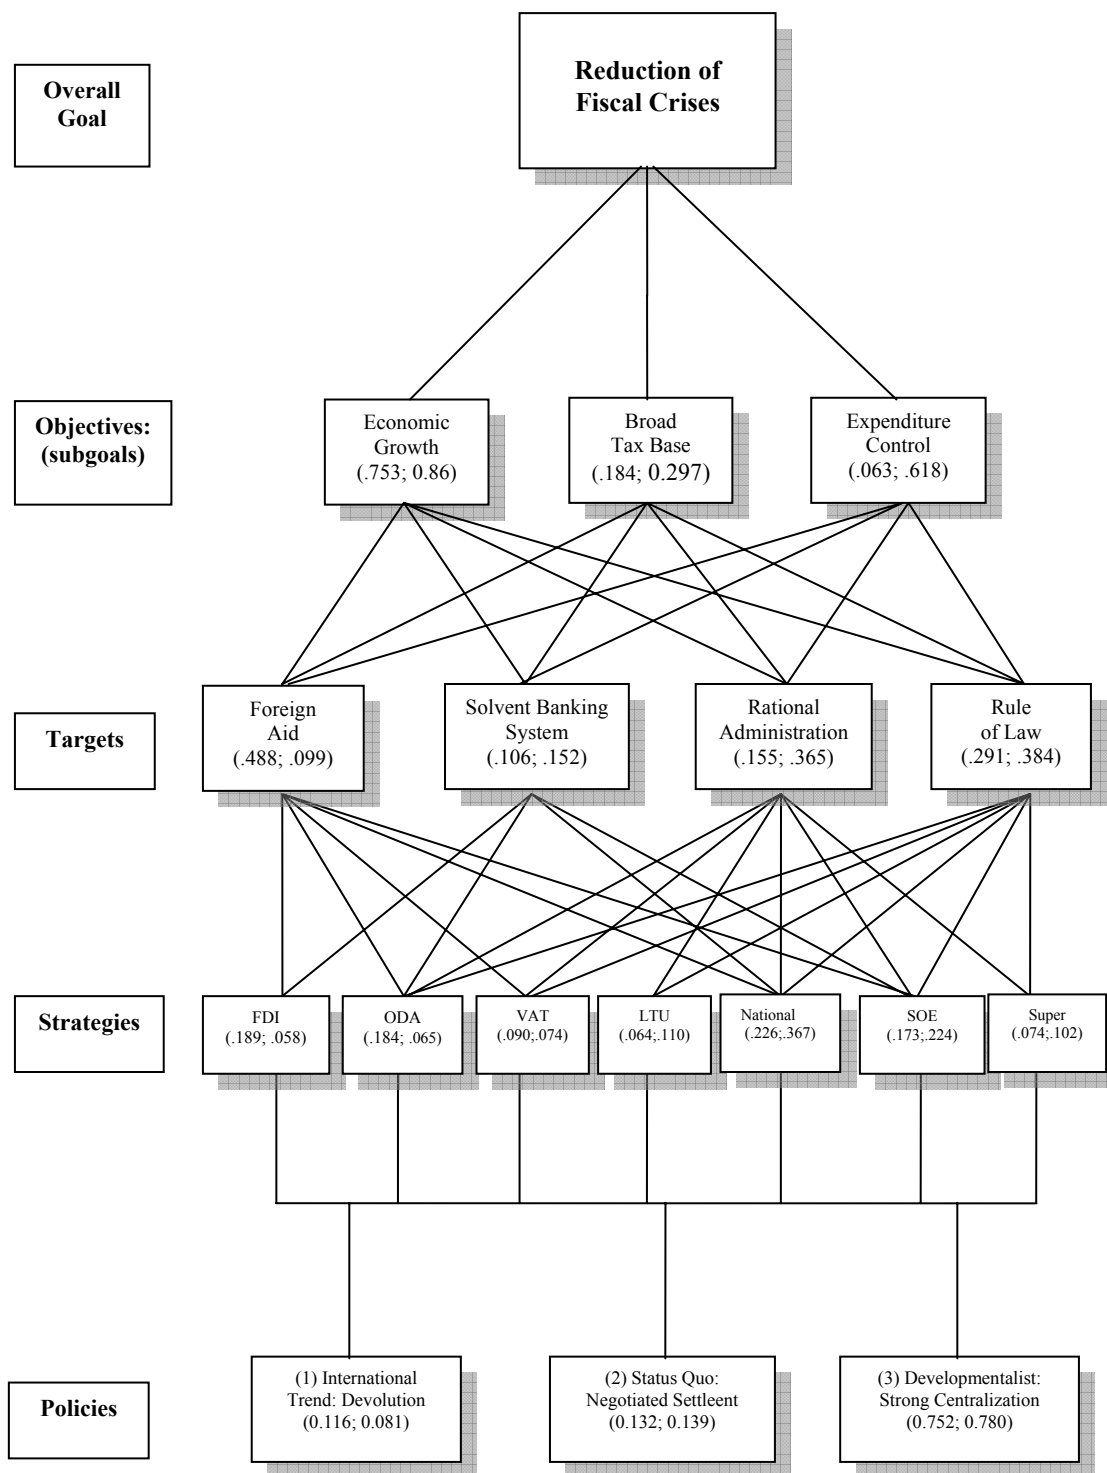 Overall
Goal
Reduction of
Fiscal Crises
Objectives:
(subgoals)
Economic
Growth
(.753; 0.86)
Broad
Tax Base
(.184; 0.297)
Expenditure
Control
(.063; .618)
Targets
Foreign
Aid
(.488; .099)
Solvent Banking
System
(.106; .152)
Rational
Administration
(.155; .365)
Rule
of Law
(.291; .384)
Strategies
FDI
(.189; .058)
ODA
(.184; .065)
VAT
(.090;.074)
LTU
(.064;.110)
National
(.226;.367)
SOE
(.173;.224)
Super
(.074;.102)
Policies
(1) International
Trend: Devolution
(0.116; 0.081)
(2) Status Quo:
Negotiated Settleent
(0.132; 0.139)
(3) Developmentalist:
Strong Centralization
(0.752; 0.780)